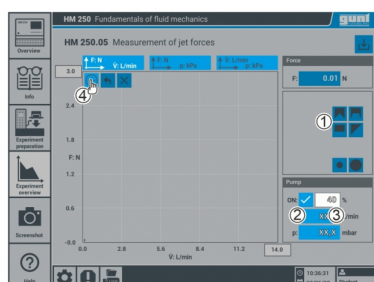 HM 250 Fundamentals of fluid mechanics
gunt
HM 250.05 Measurement of jet forces
Overview
Info
Experiment
preparation
Experiment
overview
Screenshot
Help
F: N
V̇: L/min
F: N
p: kPa
V̇: L/min
p: kPa
3.0
2.4
1.8
F: N
1.2
0.6
-0.0
0.0
2.8
5.6
8.4
11.2
14.0
V̇: L/min
4
Force
F: 0.01 N
1
Pump
ON: 40 %
2
3
p: XX.X mbar
10:36:31